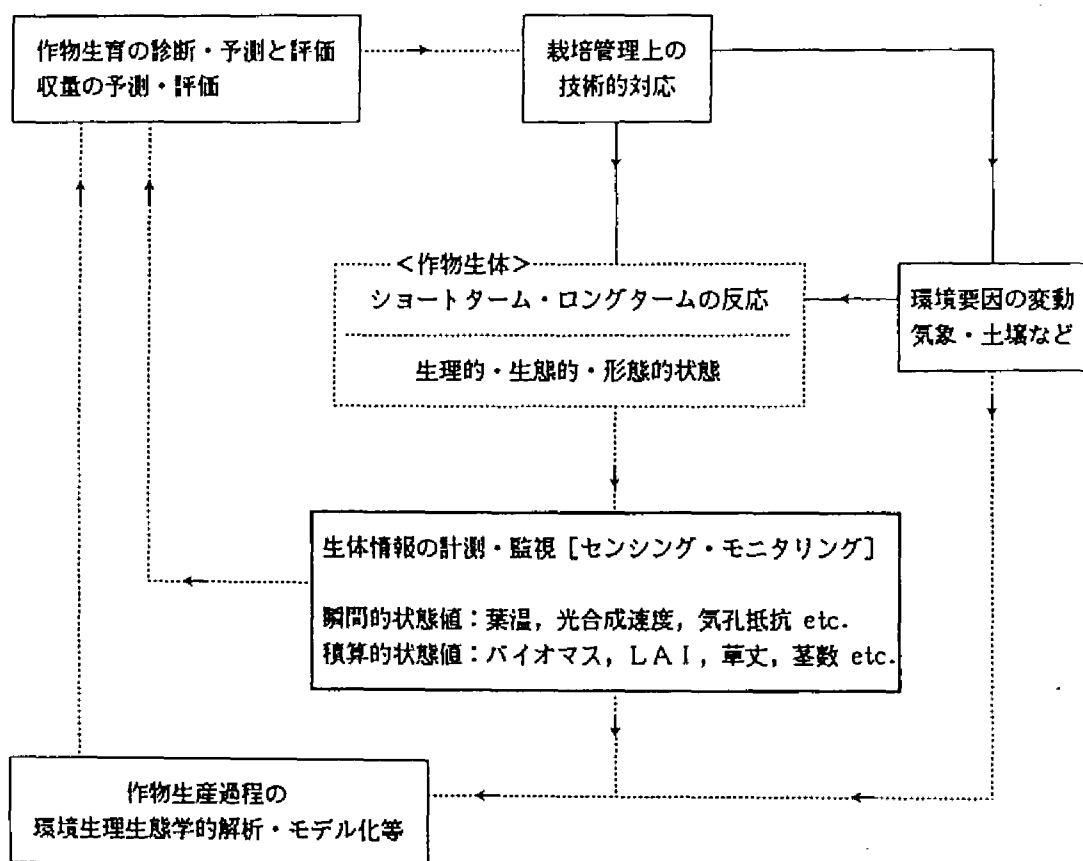 作物生育の診断・予測と評価
収量の予測・評価
栽培管理上の
技術的対応
＜作物生体＞
ショートターム・ロングタームの反応
生理的・生態的・形態的状態
環境要因の変動
気象・土壌など
生体情報の計測・監視［センシング・モニタリング］
瞬間的状態値：葉温，光合成速度，気孔抵抗 etc.
積算的状態値：バイオマス，ＬＡＩ，草丈，茎数 etc.
作物生産過程の
環境生理生態学的解析・モデル化等